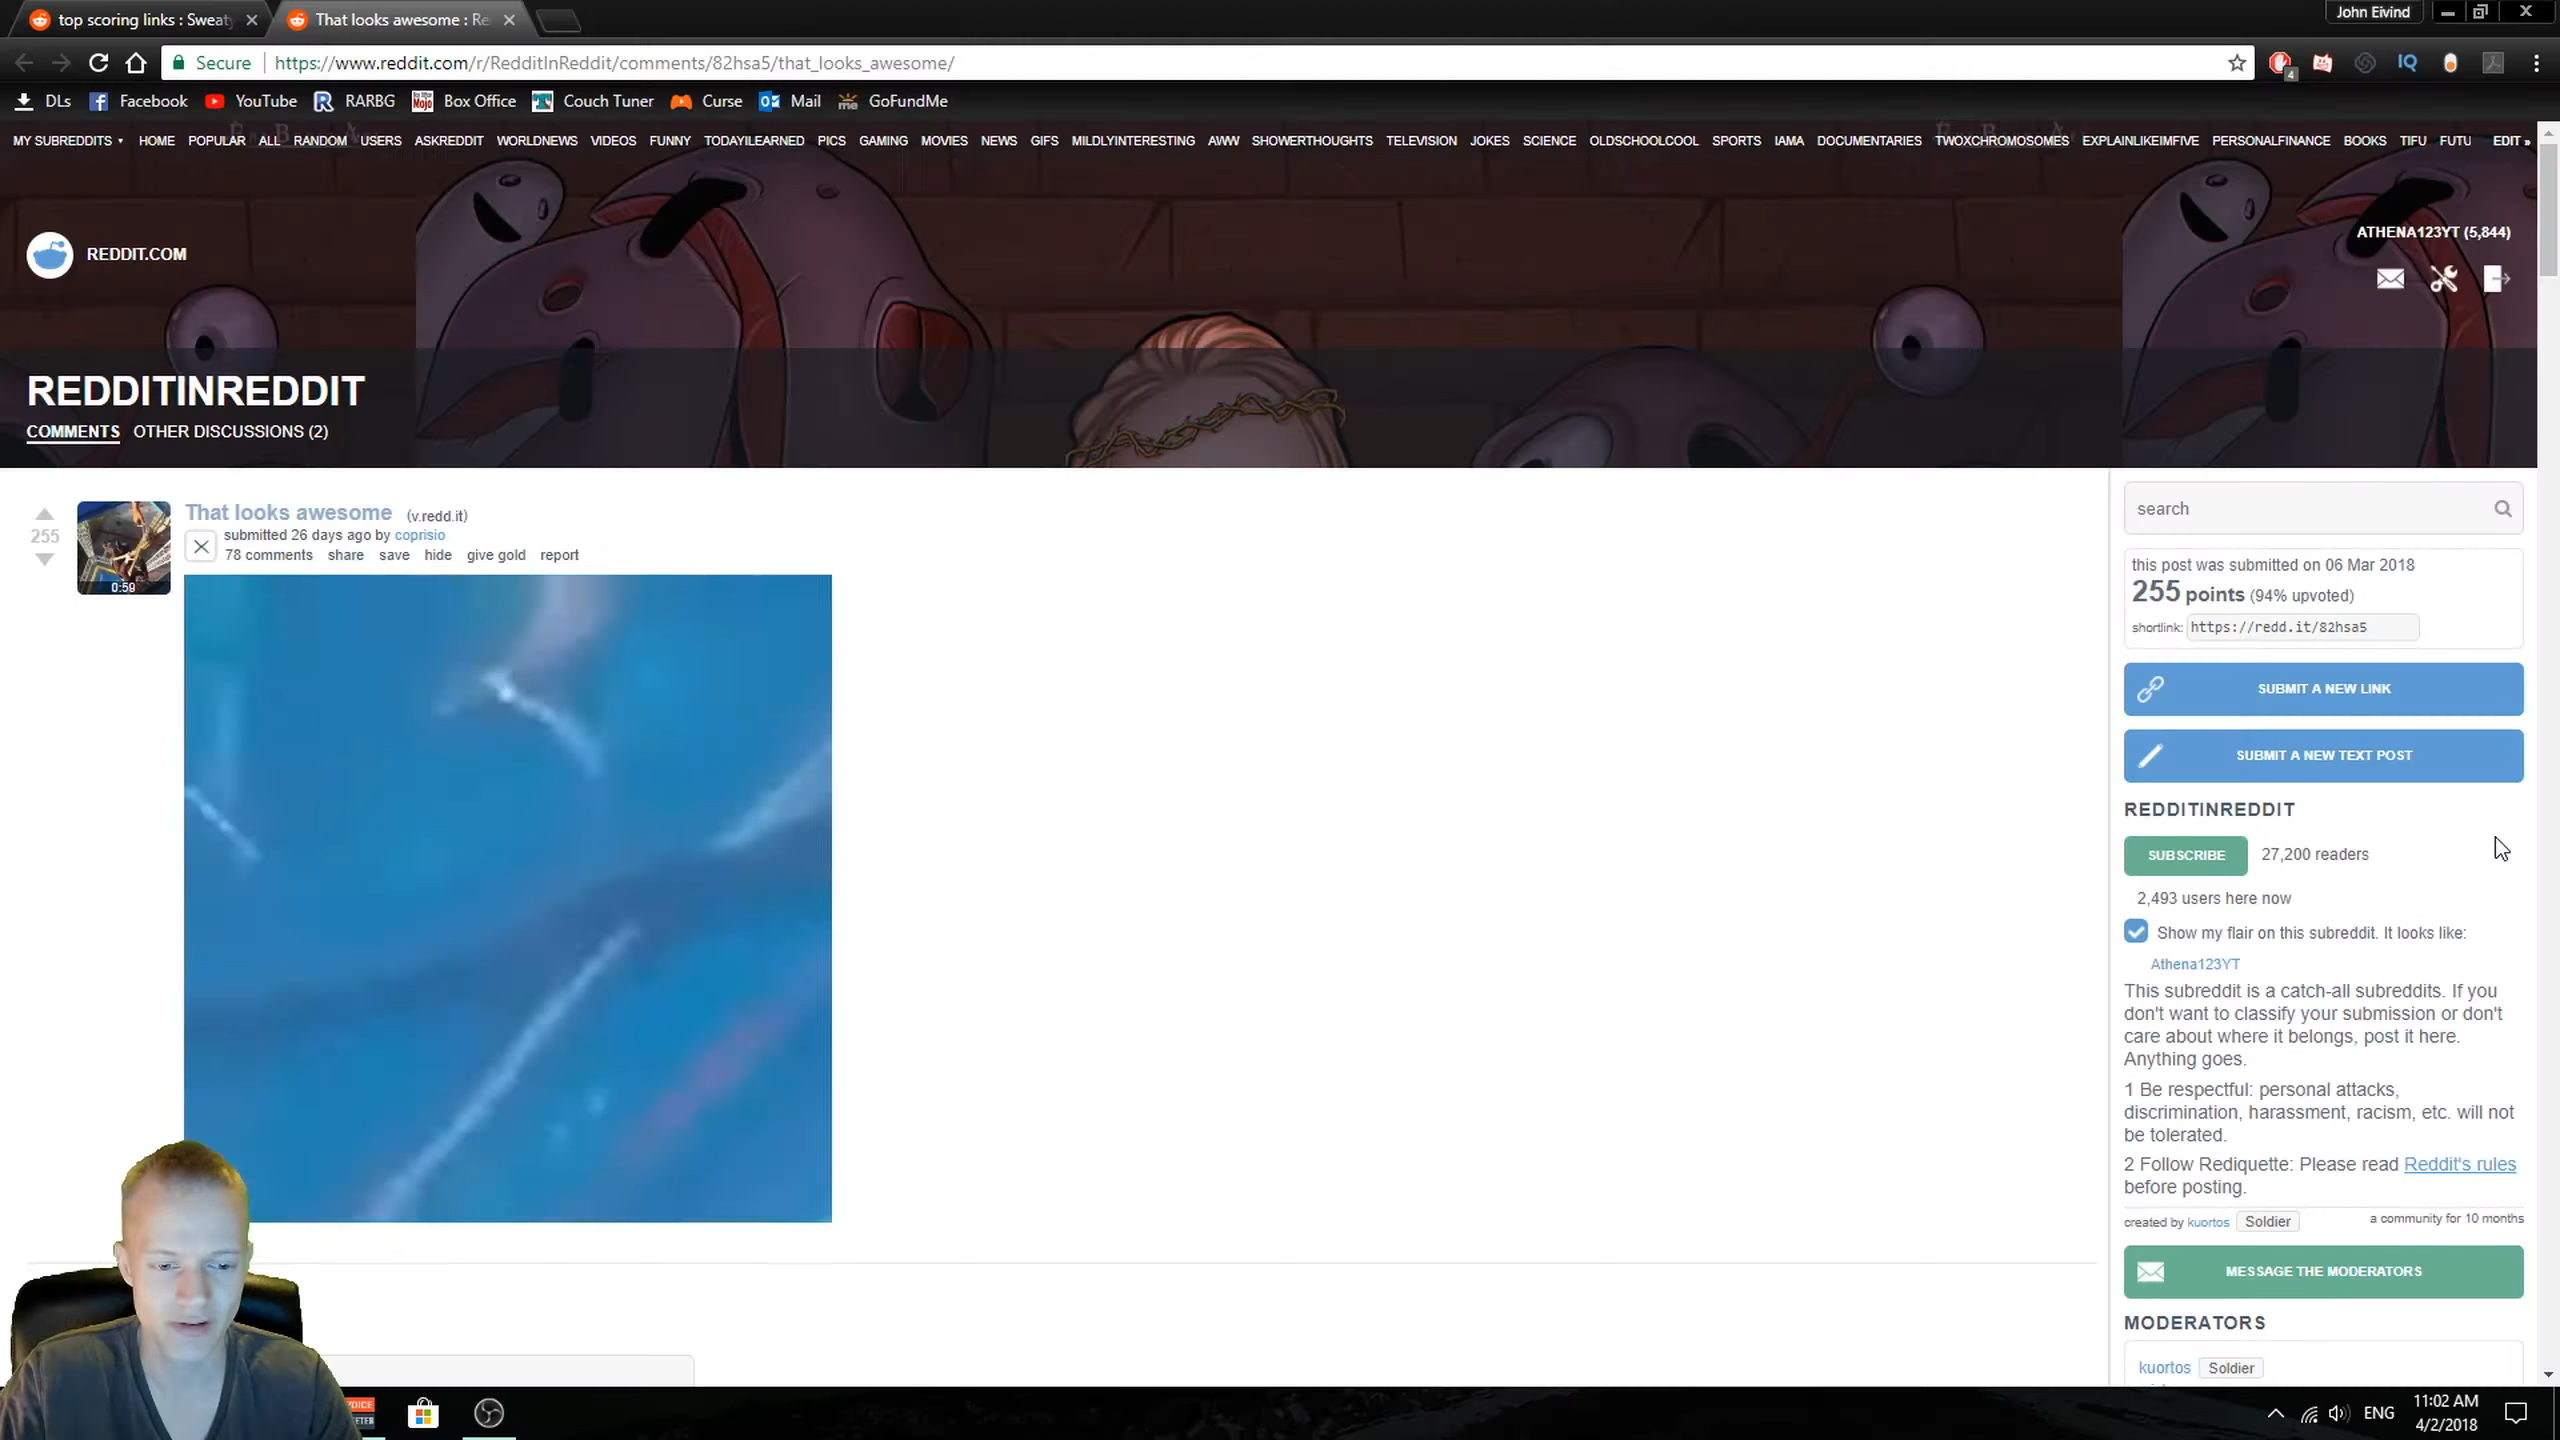 top scoring links : Sweaty
That looks awesome : Re
John Eivind
Secure
https://www.reddit.com/r/RedditInReddit/comments/82hsa5/that_looks_awesome/
4
IQ
DLs
Facebook
YouTube
RARBG
Box Office
Couch Tuner
Curse
Mail
GoFundMe
MY SUBREDDITS
HOME
POPULAR
ALL
RANDOM
USERS
ASKREDDIT
WORLDNEWS
VIDEOS
FUNNY
TODAYILEARNED
PICS
GAMING
MOVIES
NEWS
GIFS
MILDLYINTERESTING
AWW
SHOWERTHOUGHTS
TELEVISION
JOKES
SCIENCE
OLDSCHOOLCOOL
SPORTS
IAMA
DOCUMENTARIES
TWOXCHROMOSOMES
EXPLAINLIKEIMFIVE
PERSONALFINANCE
BOOKS
TIFU
FUTU
EDIT »
REDDIT.COM
ATHENA123YT (5,844)
REDDITINREDDIT
COMMENTS
OTHER DISCUSSIONS (2)
255
0:59
That looks awesome (v.redd.it)
submitted 26 days ago by coprisio
78 comments share save hide give gold report
search
this post was submitted on 06 Mar 2018
255 points (94% upvoted)
shortlink: https://redd.it/82hsa5
SUBMIT A NEW LINK
SUBMIT A NEW TEXT POST
REDDITINREDDIT
SUBSCRIBE 27,200 readers
2,493 users here now
Show my flair on this subreddit. It looks like:
Athena123YT
This subreddit is a catch-all subreddits. If you
don't want to classify your submission or don't
care about where it belongs, post it here.
Anything goes.
1 Be respectful: personal attacks,
discrimination, harassment, racism, etc. will not
be tolerated.
2 Follow Rediquette: Please read Reddit's rules
before posting.
created by kuortos Soldier a community for 10 months
MESSAGE THE MODERATORS
MODERATORS
kuortos Soldier
ENG
11:02 AM
4/2/2018